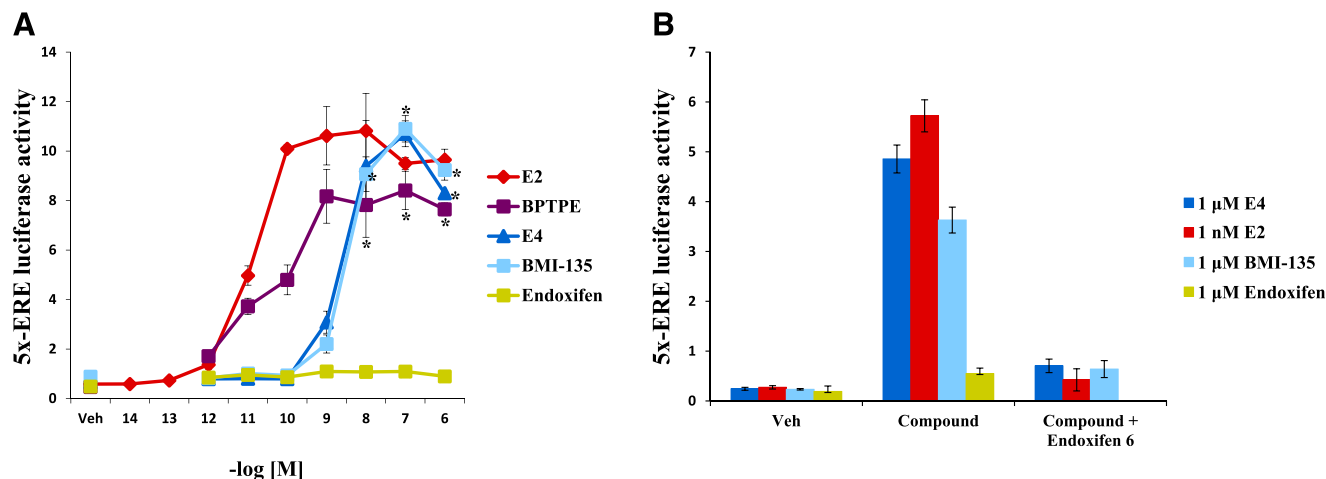 A
5x-ERE luciferase activity
14
12
10
8
6
4
2
0
Veh 14 13 12 11 10 9 8 7 6
-log [M]
* * * * * * *
E2
BPTPE
E4
BMI-135
Endoxifen
B
5x-ERE luciferase activity
7
6
5
4
3
2
1
0
Veh
Compound
Compound +
Endoxifen 6
1 µM E4
1 nM E2
1 µM BMI-135
1 µM Endoxifen